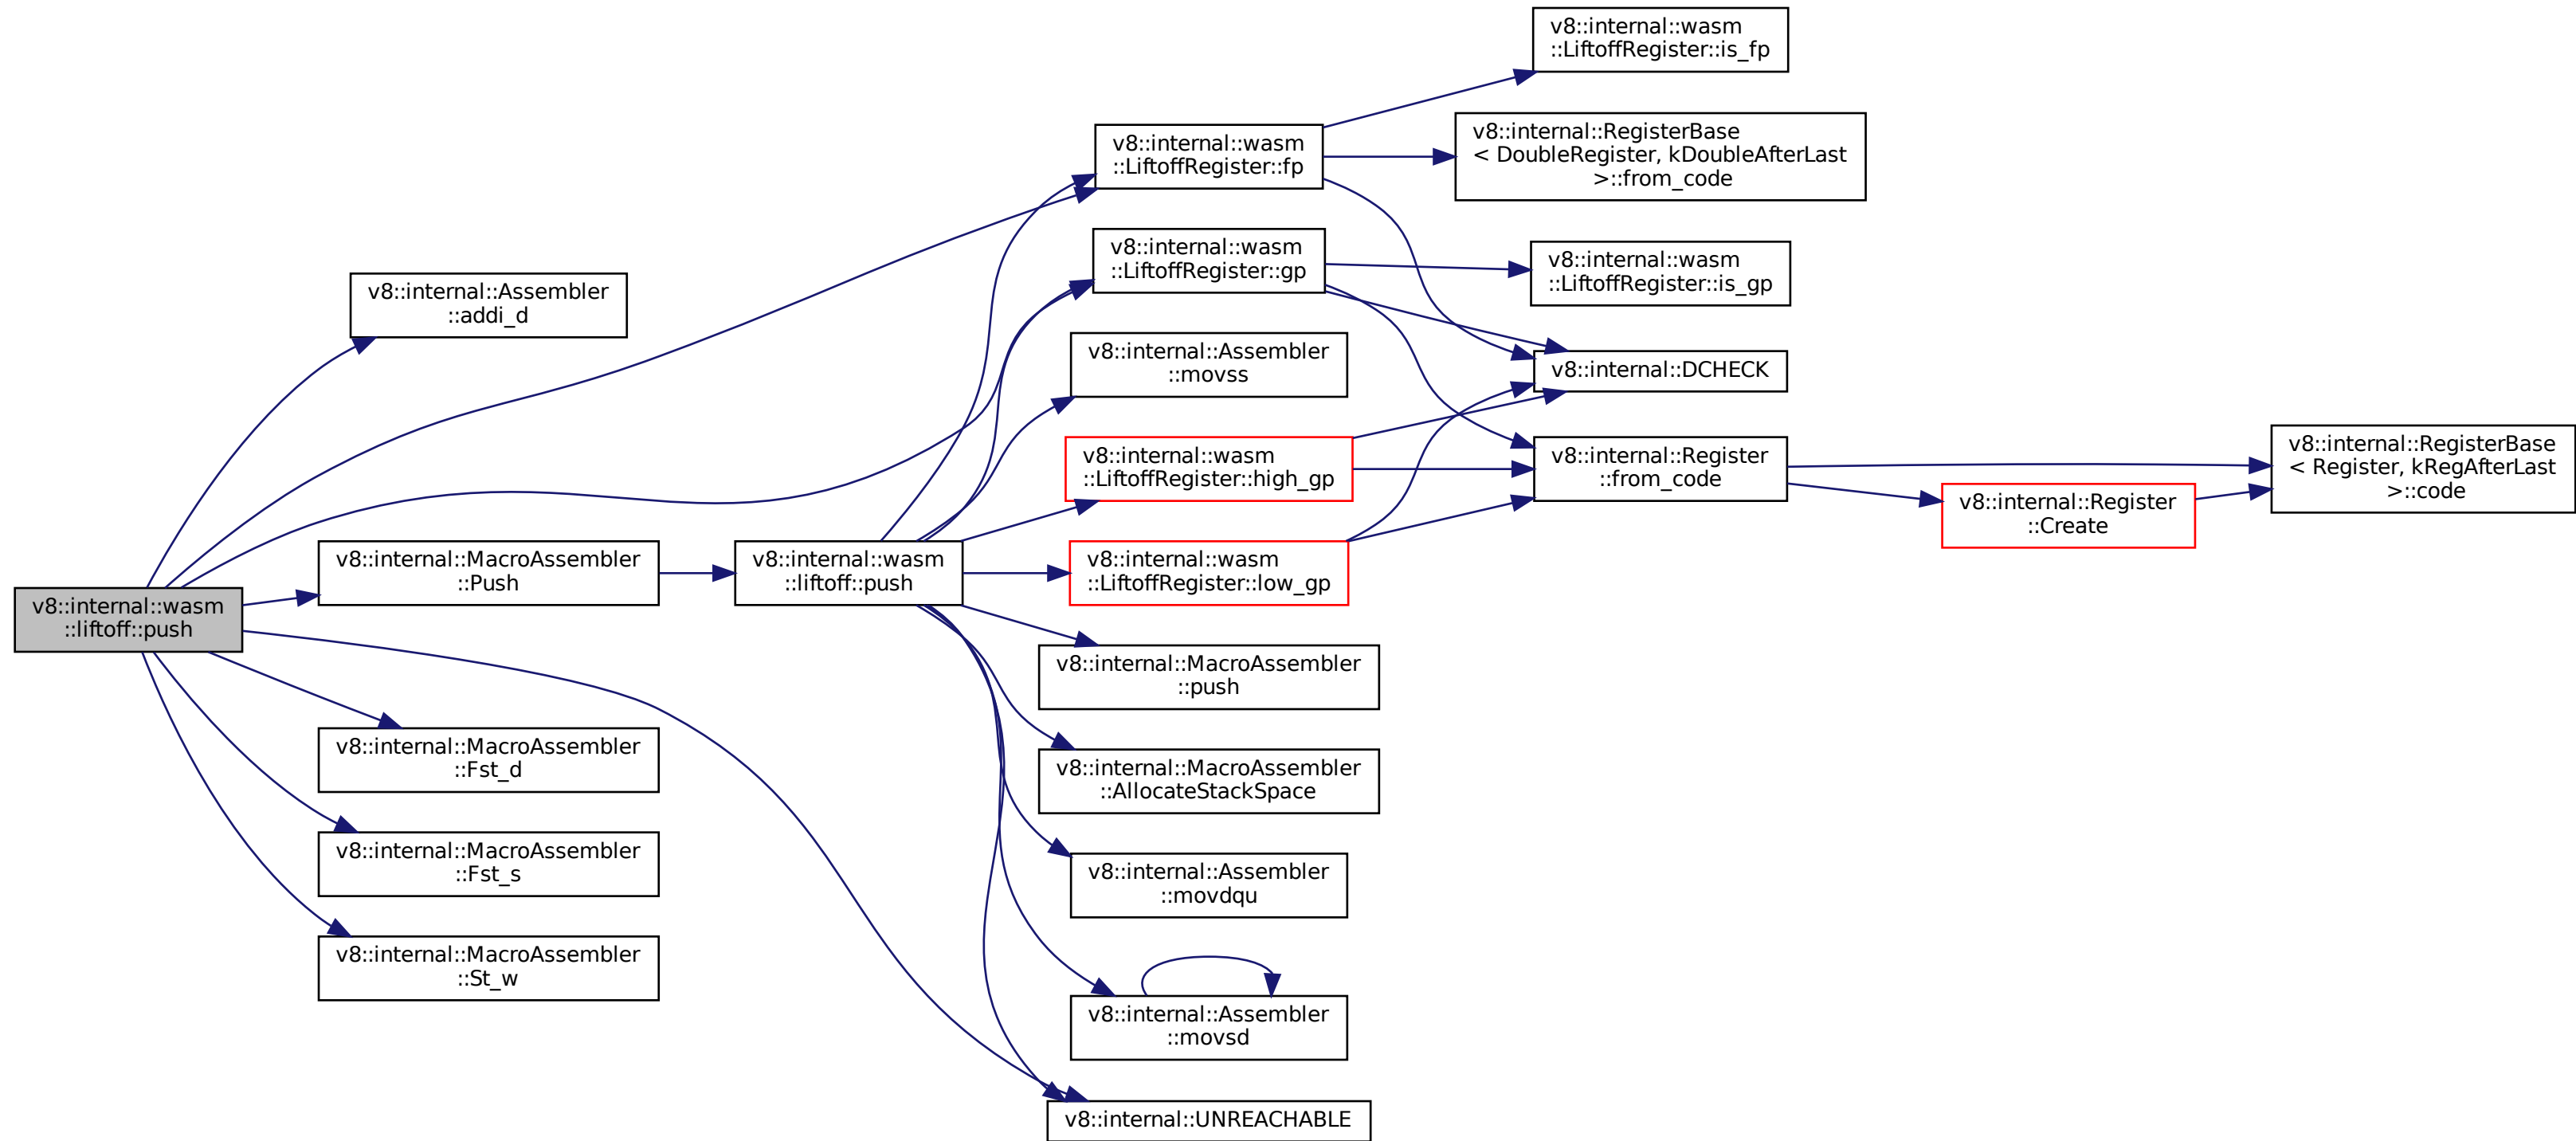 v8::internal::wasm
::liftoff::push
v8::internal::Assembler
::addi_d
v8::internal::MacroAssembler
::Push
v8::internal::MacroAssembler
::Fst_d
v8::internal::MacroAssembler
::Fst_s
v8::internal::MacroAssembler
::St_w
v8::internal::wasm
::liftoff::push
v8::internal::wasm
::LiftoffRegister::fp
v8::internal::wasm
::LiftoffRegister::gp
v8::internal::Assembler
::movss
v8::internal::wasm
::LiftoffRegister::high_gp
v8::internal::wasm
::LiftoffRegister::low_gp
v8::internal::MacroAssembler
::push
v8::internal::MacroAssembler
::AllocateStackSpace
v8::internal::Assembler
::movdqu
v8::internal::Assembler
::movsd
v8::internal::UNREACHABLE
v8::internal::wasm
::LiftoffRegister::is_fp
v8::internal::RegisterBase
< DoubleRegister, kDoubleAfterLast
>::from_code
v8::internal::wasm
::LiftoffRegister::is_gp
v8::internal::DCHECK
v8::internal::Register
::from_code
v8::internal::Register
::Create
v8::internal::RegisterBase
< Register, kRegAfterLast
>::code